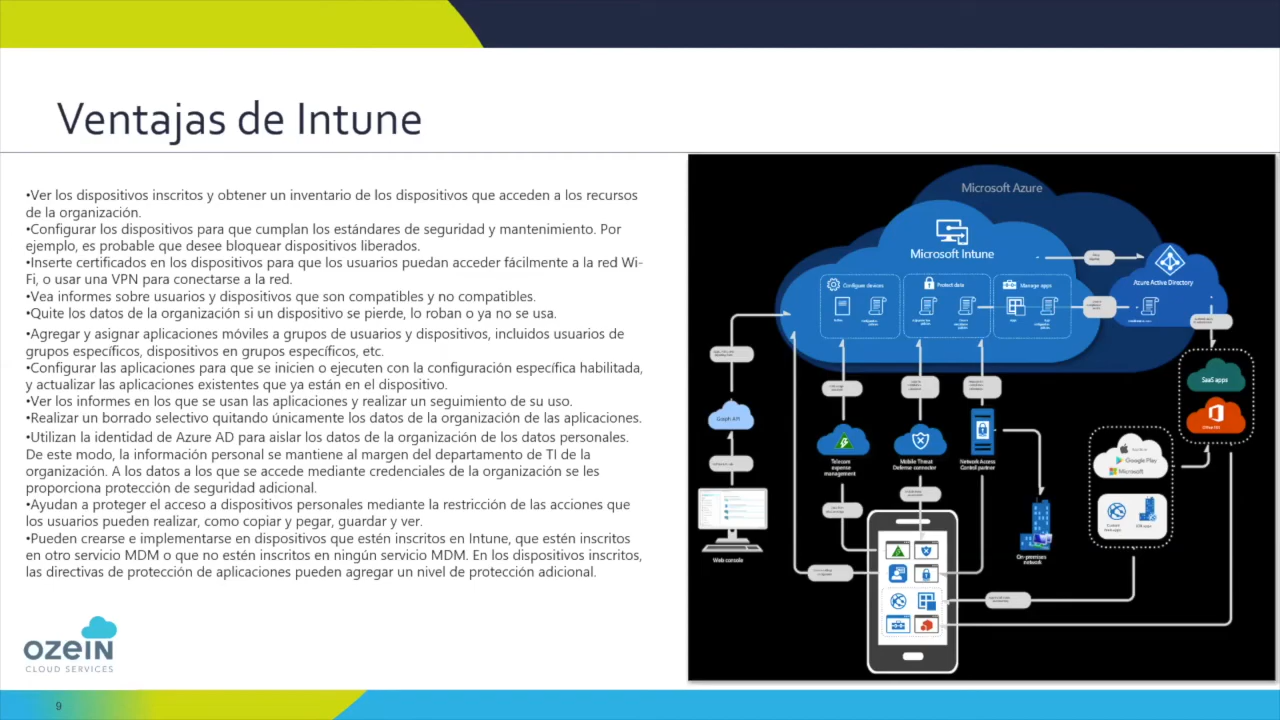 Ventajas de Intune
•Ver los dispositivos inscritos y obtener un inventario de los dispositivos que acceden a los recursos
de la organización.
•Configurar los dispositivos para que cumplan los estándares de seguridad y mantenimiento. Por
ejemplo, es probable que desee bloquear dispositivos liberados.
•Inserte certificados en los dispositivos para que los usuarios puedan acceder fácilmente a la red Wi-
Fi, o usar una VPN para conectarse a la red.
•Vea informes sobre usuarios y dispositivos que son compatibles y no compatibles.
•Quite los datos de la organización si un dispositivo se pierde, lo roban o ya no se usa.
•Agregar y asignar aplicaciones móviles a grupos de usuarios y dispositivos, incluidos usuarios de
grupos específicos, dispositivos en grupos específicos, etc.
•Configurar las aplicaciones para que se inicien o ejecuten con la configuración específica habilitada,
y actualizar las aplicaciones existentes que ya están en el dispositivo.
•Ver los informes en los que se usan las aplicaciones y realizar un seguimiento de su uso.
•Realizar un borrado selectivo quitando únicamente los datos de la organización de las aplicaciones.
•Utilizan la identidad de Azure AD para aislar los datos de la organización de los datos personales.
De este modo, la información personal se mantiene al margen del departamento de TI de la
organización. A los datos a los que se accede mediante credenciales de la organización se les
proporciona protección de seguridad adicional.
•Ayudan a proteger el acceso a dispositivos personales mediante la restricción de las acciones que
los usuarios pueden realizar, como copiar y pegar, guardar y ver.
•Pueden crearse e implementarse en dispositivos que estén inscritos en Intune, que estén inscritos
en otro servicio MDM o que no estén inscritos en ningún servicio MDM. En los dispositivos inscritos,
las directivas de protección de aplicaciones pueden agregar un nivel de protección adicional.
Microsoft Azure
Microsoft Intune
Configure devices
Protect data
Manage apps
Azure Active Directory
SaaS apps
Office 365
Graph API
Telecom
expense
management
Mobile Threat
Defense connector
Network Access
Control partner
Google Play
Microsoft
Web console
On-premises
network
ozein
CLOUD SERVICES
9